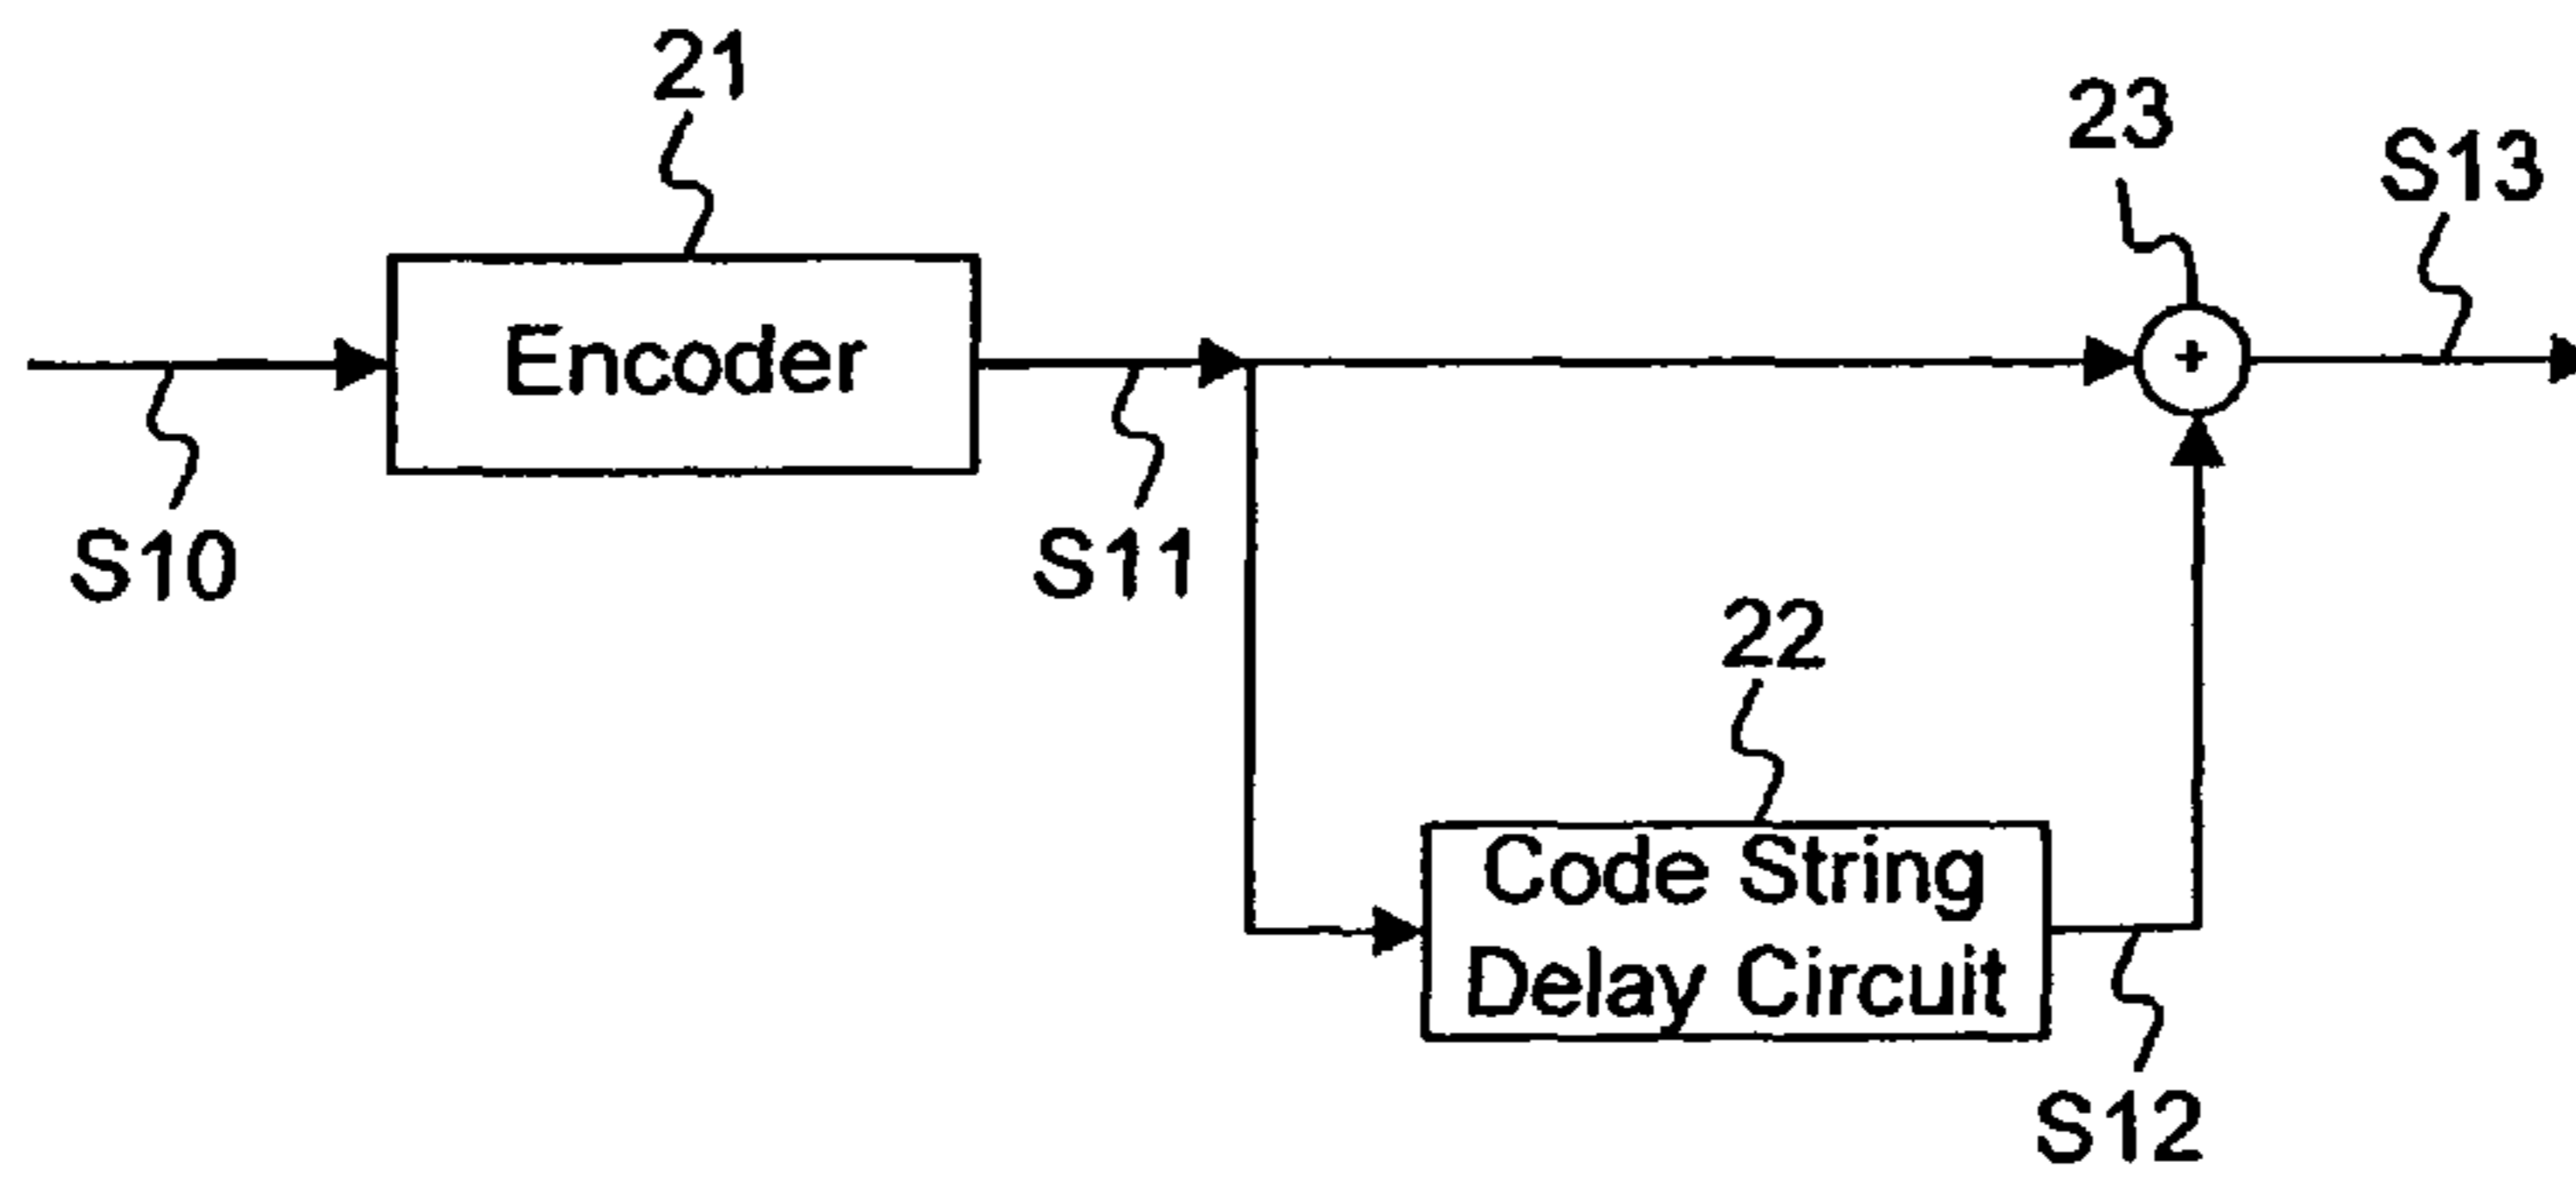 21
23
S13
Encoder
+
S10
S11
22
Code String
Delay Circuit
S12